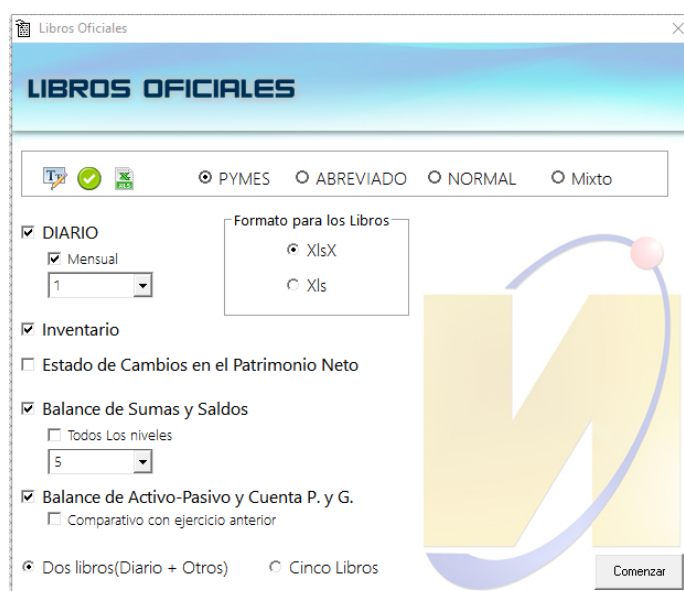 Libros Oficiales
LIBROS OFICIALES
XLS
PYMES ABREVIADO NORMAL Mixto
DIARIO
Mensual
1
Formato para los Libros
XlsX
Xls
Inventario
Estado de Cambios en el Patrimonio Neto
Balance de Sumas y Saldos
Todos Los niveles
5
Balance de Activo-Pasivo y Cuenta P. y G.
Comparativo con ejercicio anterior
Dos libros(Diario + Otros) Cinco Libros
Comenzar